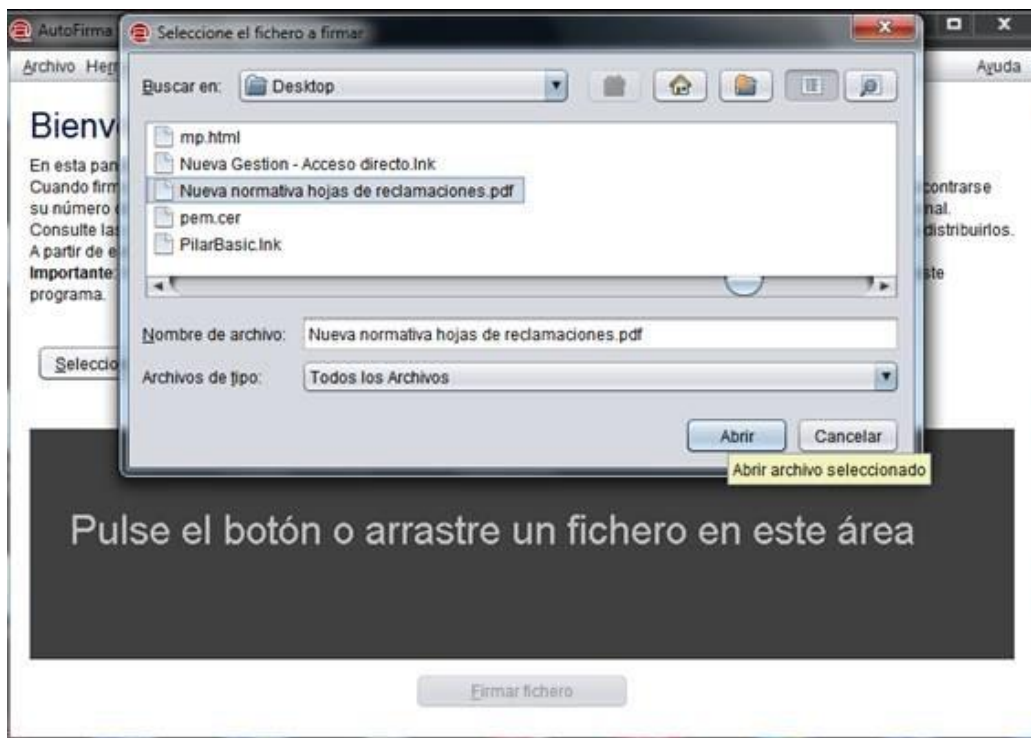 AutoFirma
Seleccione el fichero a firmar
Archivo Herr
Ayuda
Buscar en: Desktop
mp.html
Nueva Gestion - Acceso directo.lnk
Nueva normativa hojas de reclamaciones.pdf
pem.cer
PilarBasic.lnk
Bienv
En esta pan
Cuando firm contrarse
su número nal.
Consulte las distribuirlos.
A partir de e
Importante: ste
programa.
Nombre de archivo: Nueva normativa hojas de reclamaciones.pdf
Seleccio
Archivos de tipo: Todos los Archivos
Abrir Cancelar
Abrir archivo seleccionado
Pulse el botón o arrastre un fichero en este área
Firmar fichero